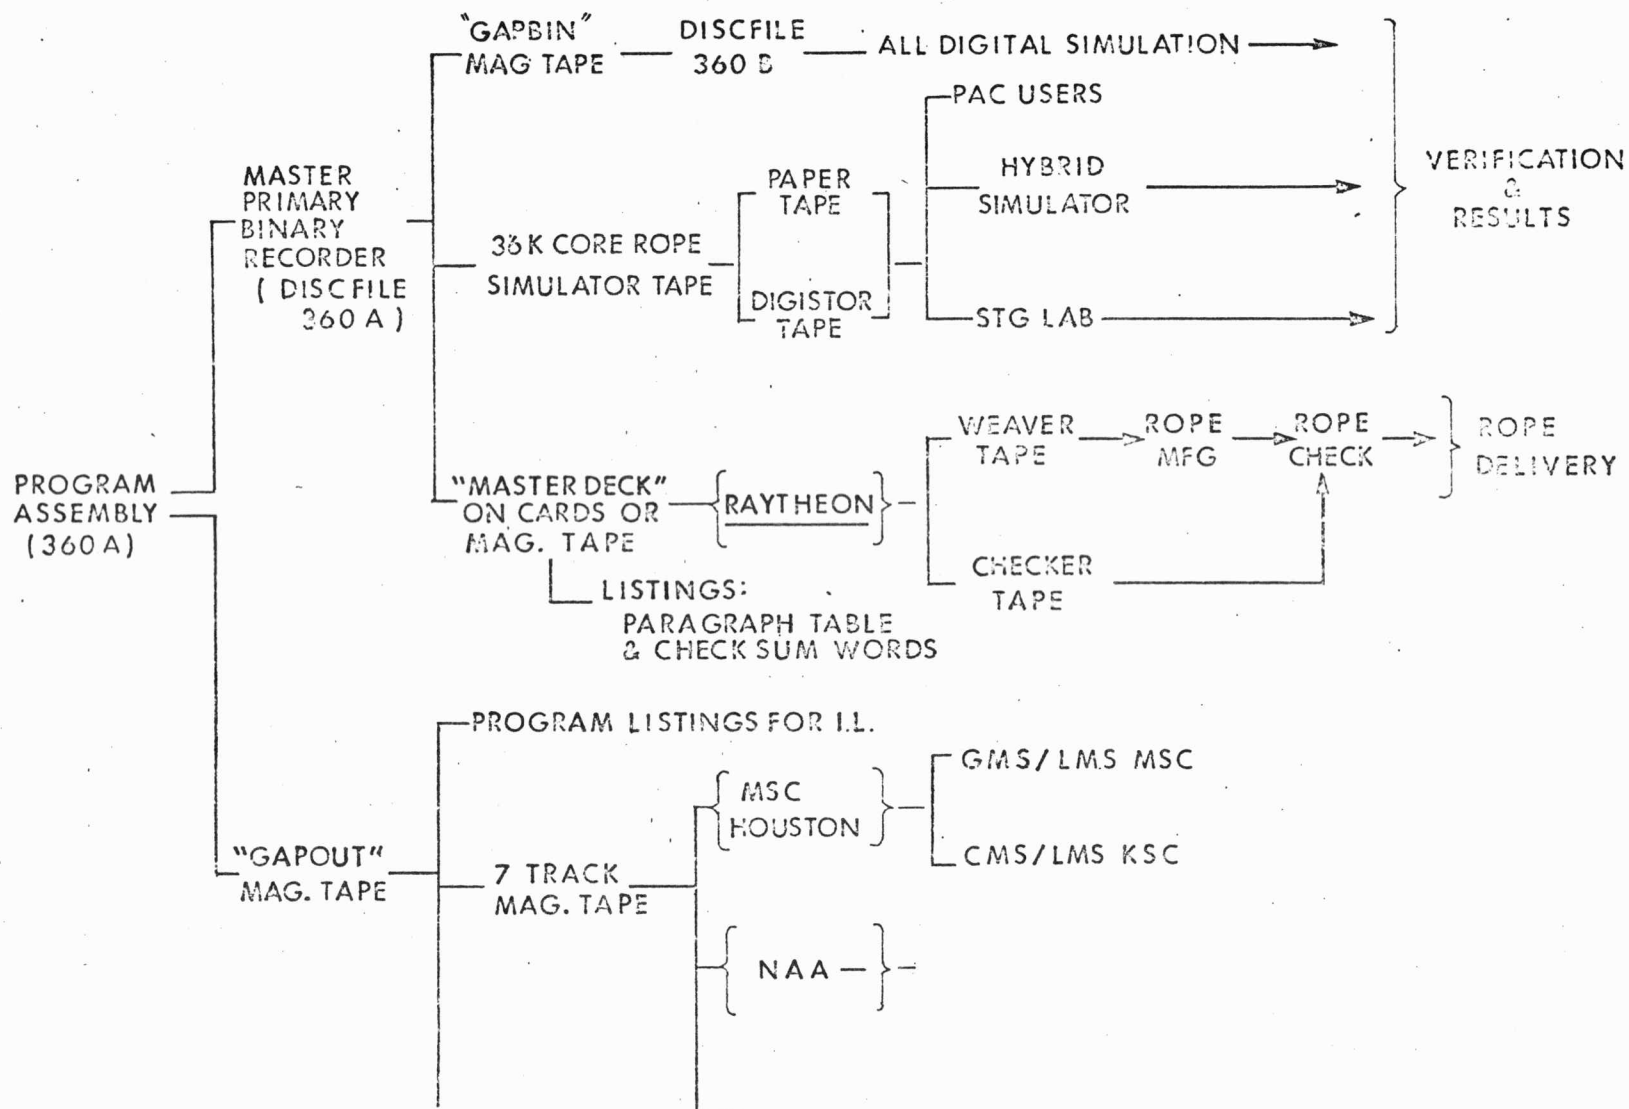 "GAPBIN"
MAG TAPE
DISCFILE
360 B
ALL DIGITAL SIMULATION
PAC USERS
HYBRID
SIMULATOR
STG LAB
VERIFICATION
&
RESULTS
MASTER
PRIMARY
BINARY
RECORDER
( DISCFILE
360 A )
36K CORE ROPE
SIMULATOR TAPE
PAPER
TAPE
DIGISTOR
TAPE
PROGRAM
ASSEMBLY
(360 A)
"MASTER DECK"
ON CARDS OR
MAG. TAPE
{RAYTHEON}
WEAVER
TAPE
ROPE
MFG
ROPE
CHECK
ROPE
DELIVERY
CHECKER
TAPE
LISTINGS:
PARAGRAPH TABLE
& CHECK SUM WORDS
"GAPOUT"
MAG. TAPE
PROGRAM LISTINGS FOR I.L.
7 TRACK
MAG. TAPE
MSC
HOUSTON
GMS/LMS MSC
CMS/LMS KSC
NAA